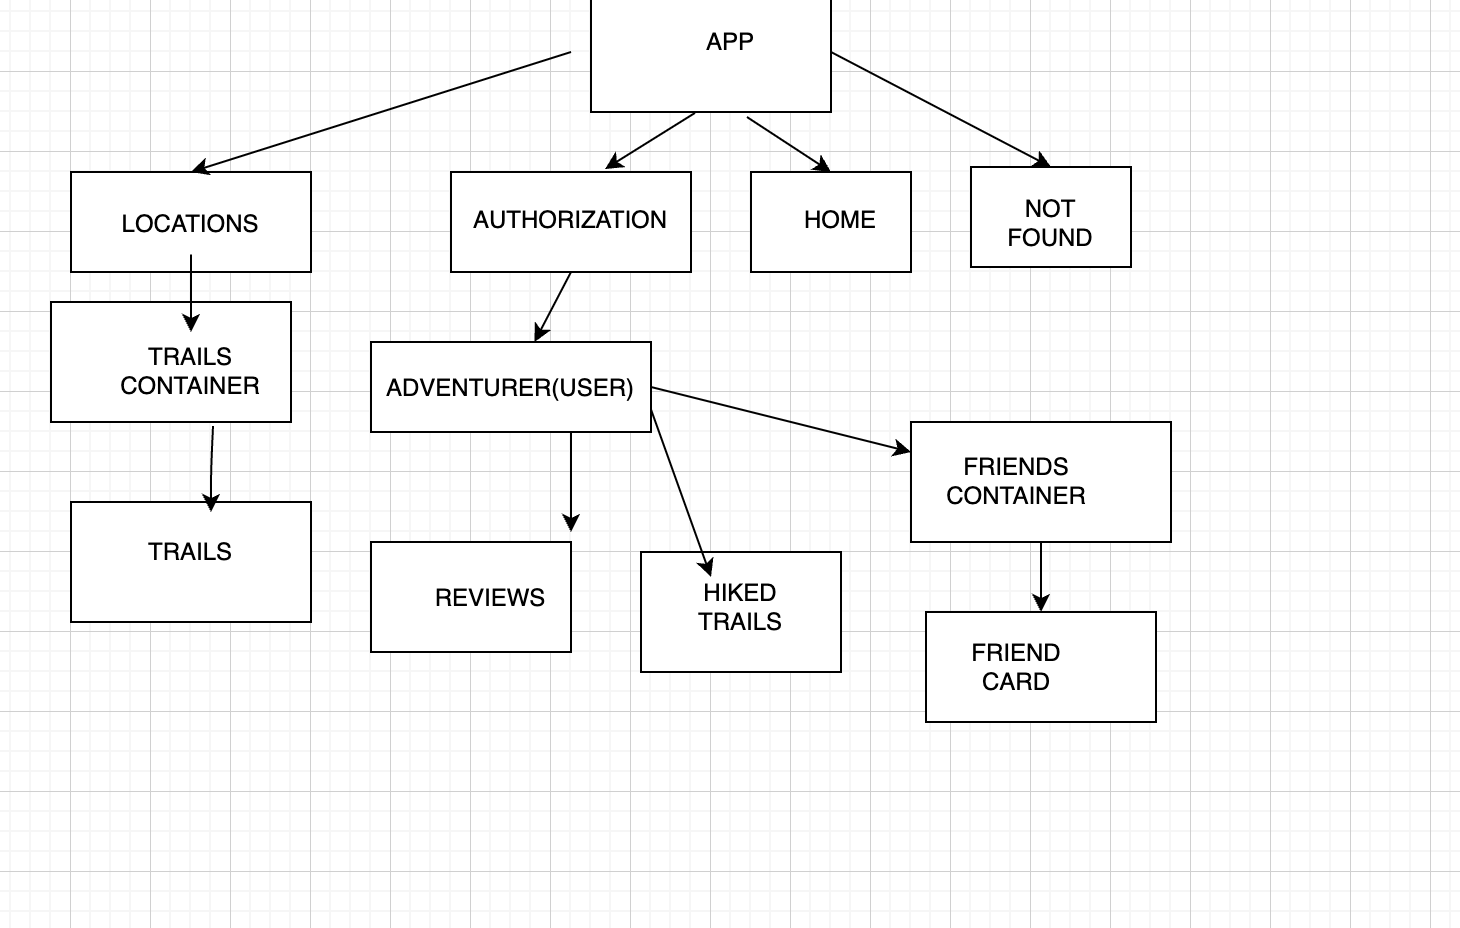 APP
LOCATIONS
AUTHORIZATION
HOME
NOT
FOUND
TRAILS
CONTAINER
ADVENTURER(USER)
FRIENDS
CONTAINER
TRAILS
REVIEWS
HIKED
TRAILS
FRIEND
CARD